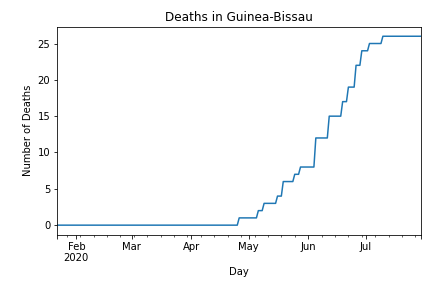 Deaths in Guinea-Bissau
Number of Deaths
25
20
15
10
5
0
Feb
2020
Mar
Apr
May
Jun
Jul
Day